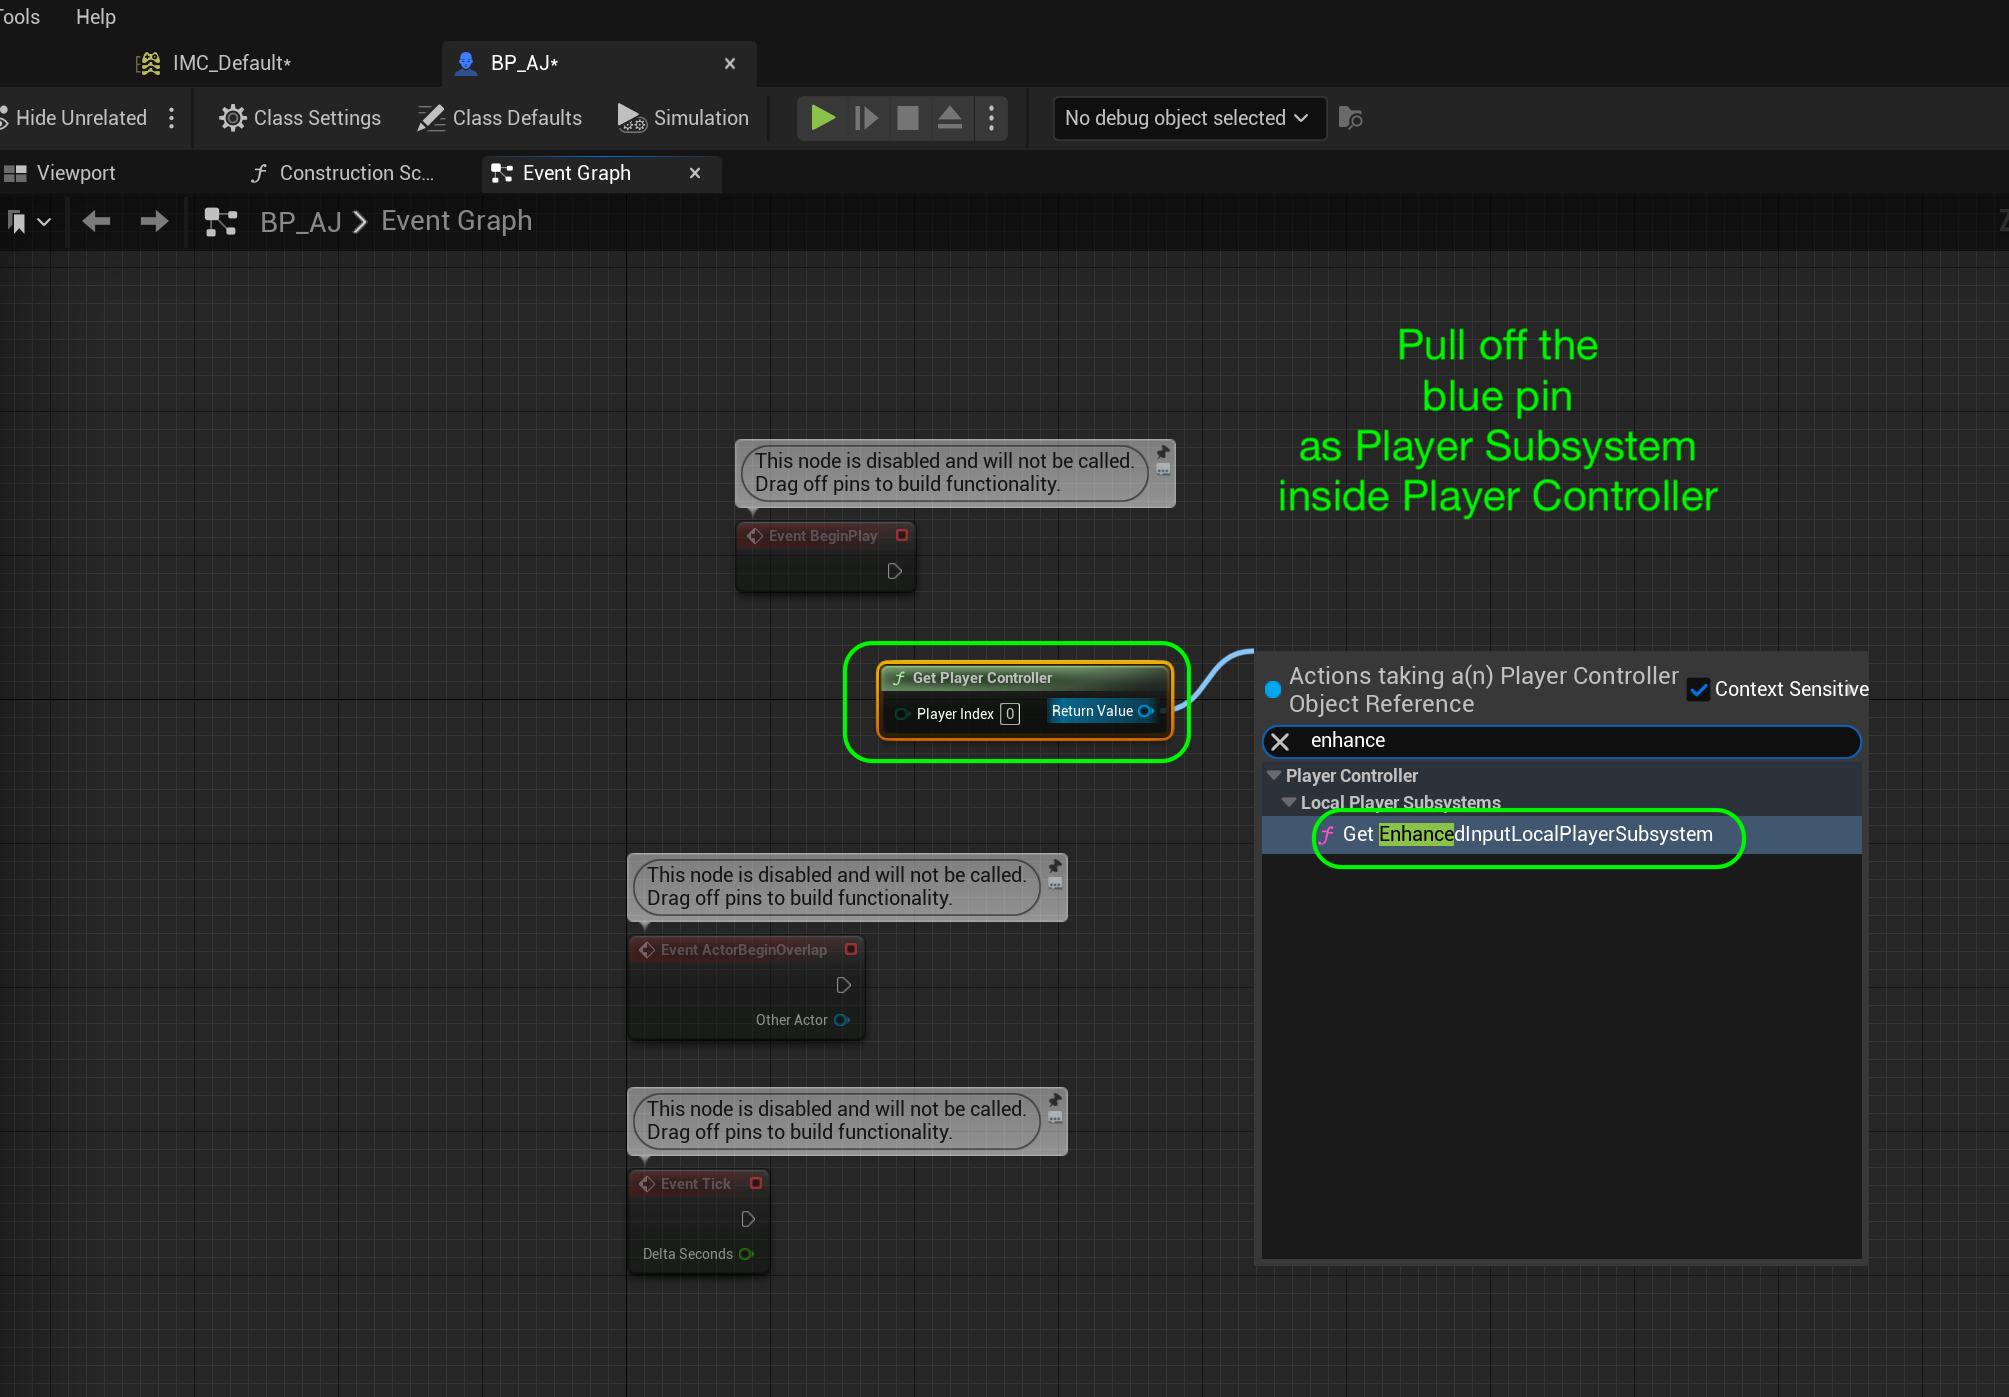 Tools Help
IMC_Default* BP_AJ*
Hide Unrelated Class Settings Class Defaults Simulation No debug object selected
Viewport Construction Sc... Event Graph
BP_AJ Event Graph
Pull off the
blue pin
as Player Subsystem
inside Player Controller
This node is disabled and will not be called.
Drag off pins to build functionality.
Event BeginPlay
Get Player Controller
Player Index 0 Return Value
Actions taking a(n) Player Controller
Object Reference
Context Sensitive
enhance
Player Controller
Local Player Subsystems
Get EnhancedInputLocalPlayerSubsystem
This node is disabled and will not be called.
Drag off pins to build functionality.
Event ActorBeginOverlap
Other Actor
This node is disabled and will not be called.
Drag off pins to build functionality.
Event Tick
Delta Seconds